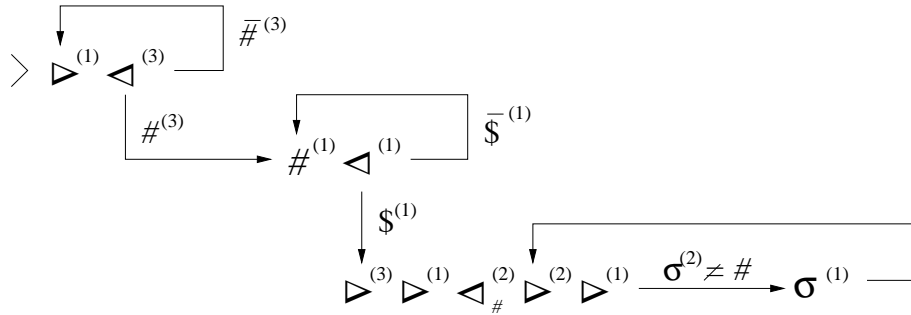 > ▷(1) ◁(3) #̅(3)
#(3)
#(1) ◁(1) $̅(1)
$(1)
▷(3) ▷(1) ◁(2)# ▷(2) ▷(1) σ(2) ≠ # σ(1)